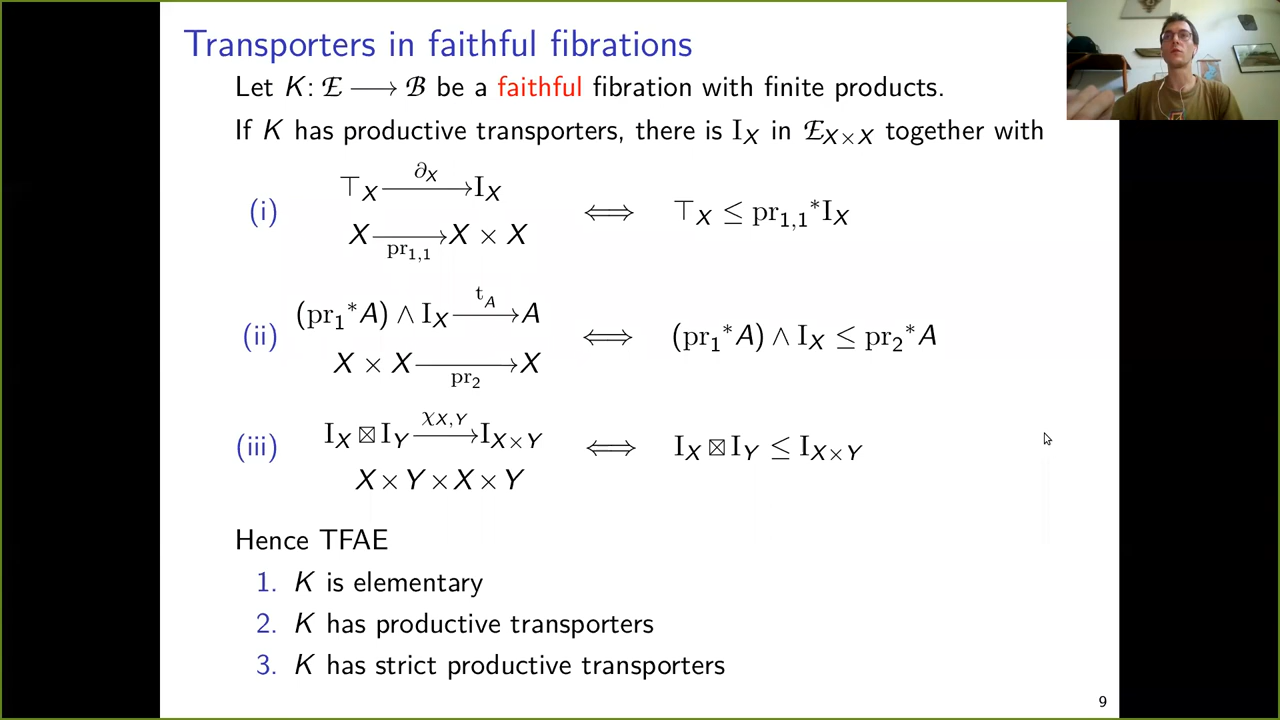 Transporters in faithful fibrations
Let K: ℰ ⟶ ℬ be a faithful fibration with finite products.
If K has productive transporters, there is I_X in ℰ_{X×X} together with
(i) ⊤_X —∂_X→ I_X ⟺ ⊤_X ≤ pr_{1,1}*I_X
X —pr_{1,1}→ X × X
(ii) (pr_1*A) ∧ I_X —t_A→ A ⟺ (pr_1*A) ∧ I_X ≤ pr_2*A
X × X —pr_2→ X
(iii) I_X ⊠ I_Y —χ_{X,Y}→ I_{X×Y} ⟺ I_X ⊠ I_Y ≤ I_{X×Y}
X × Y × X × Y
Hence TFAE
1. K is elementary
2. K has productive transporters
3. K has strict productive transporters
9